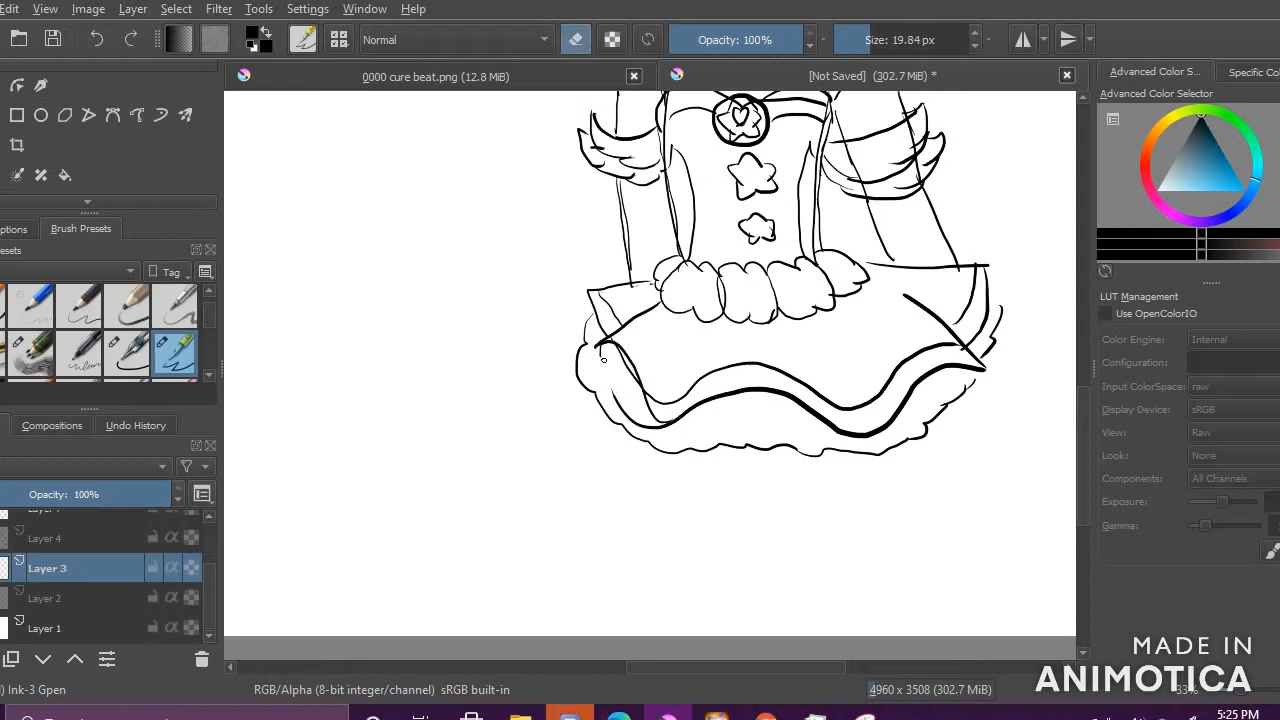 Edit View Image Layer Select Filter Tools Settings Window Help
Normal Opacity: 100% Size: 19.84 px
0000 cure beat.png (12.8 MiB)
[Not Saved] (302.7 MiB) *
Advanced Color S... Specific Co
Advanced Color Selector
Brush Presets
Tag
LUT Management
Use OpenColorIO
Color Engine: Internal
Configuration:
Input ColorSpace: raw
Display Device: sRGB
View: Raw
Look: None
Components: All Channels
Exposure:
Gamma:
Compositions Undo History
Opacity: 100%
Layer 4
Layer 3
Layer 2
Layer 1
) Ink-3 Gpen
RGB/Alpha (8-bit integer/channel) sRGB built-in
4960 x 3508 (302.7 MiB)
33%
MADE IN
ANIMOTICA
5:25 PM